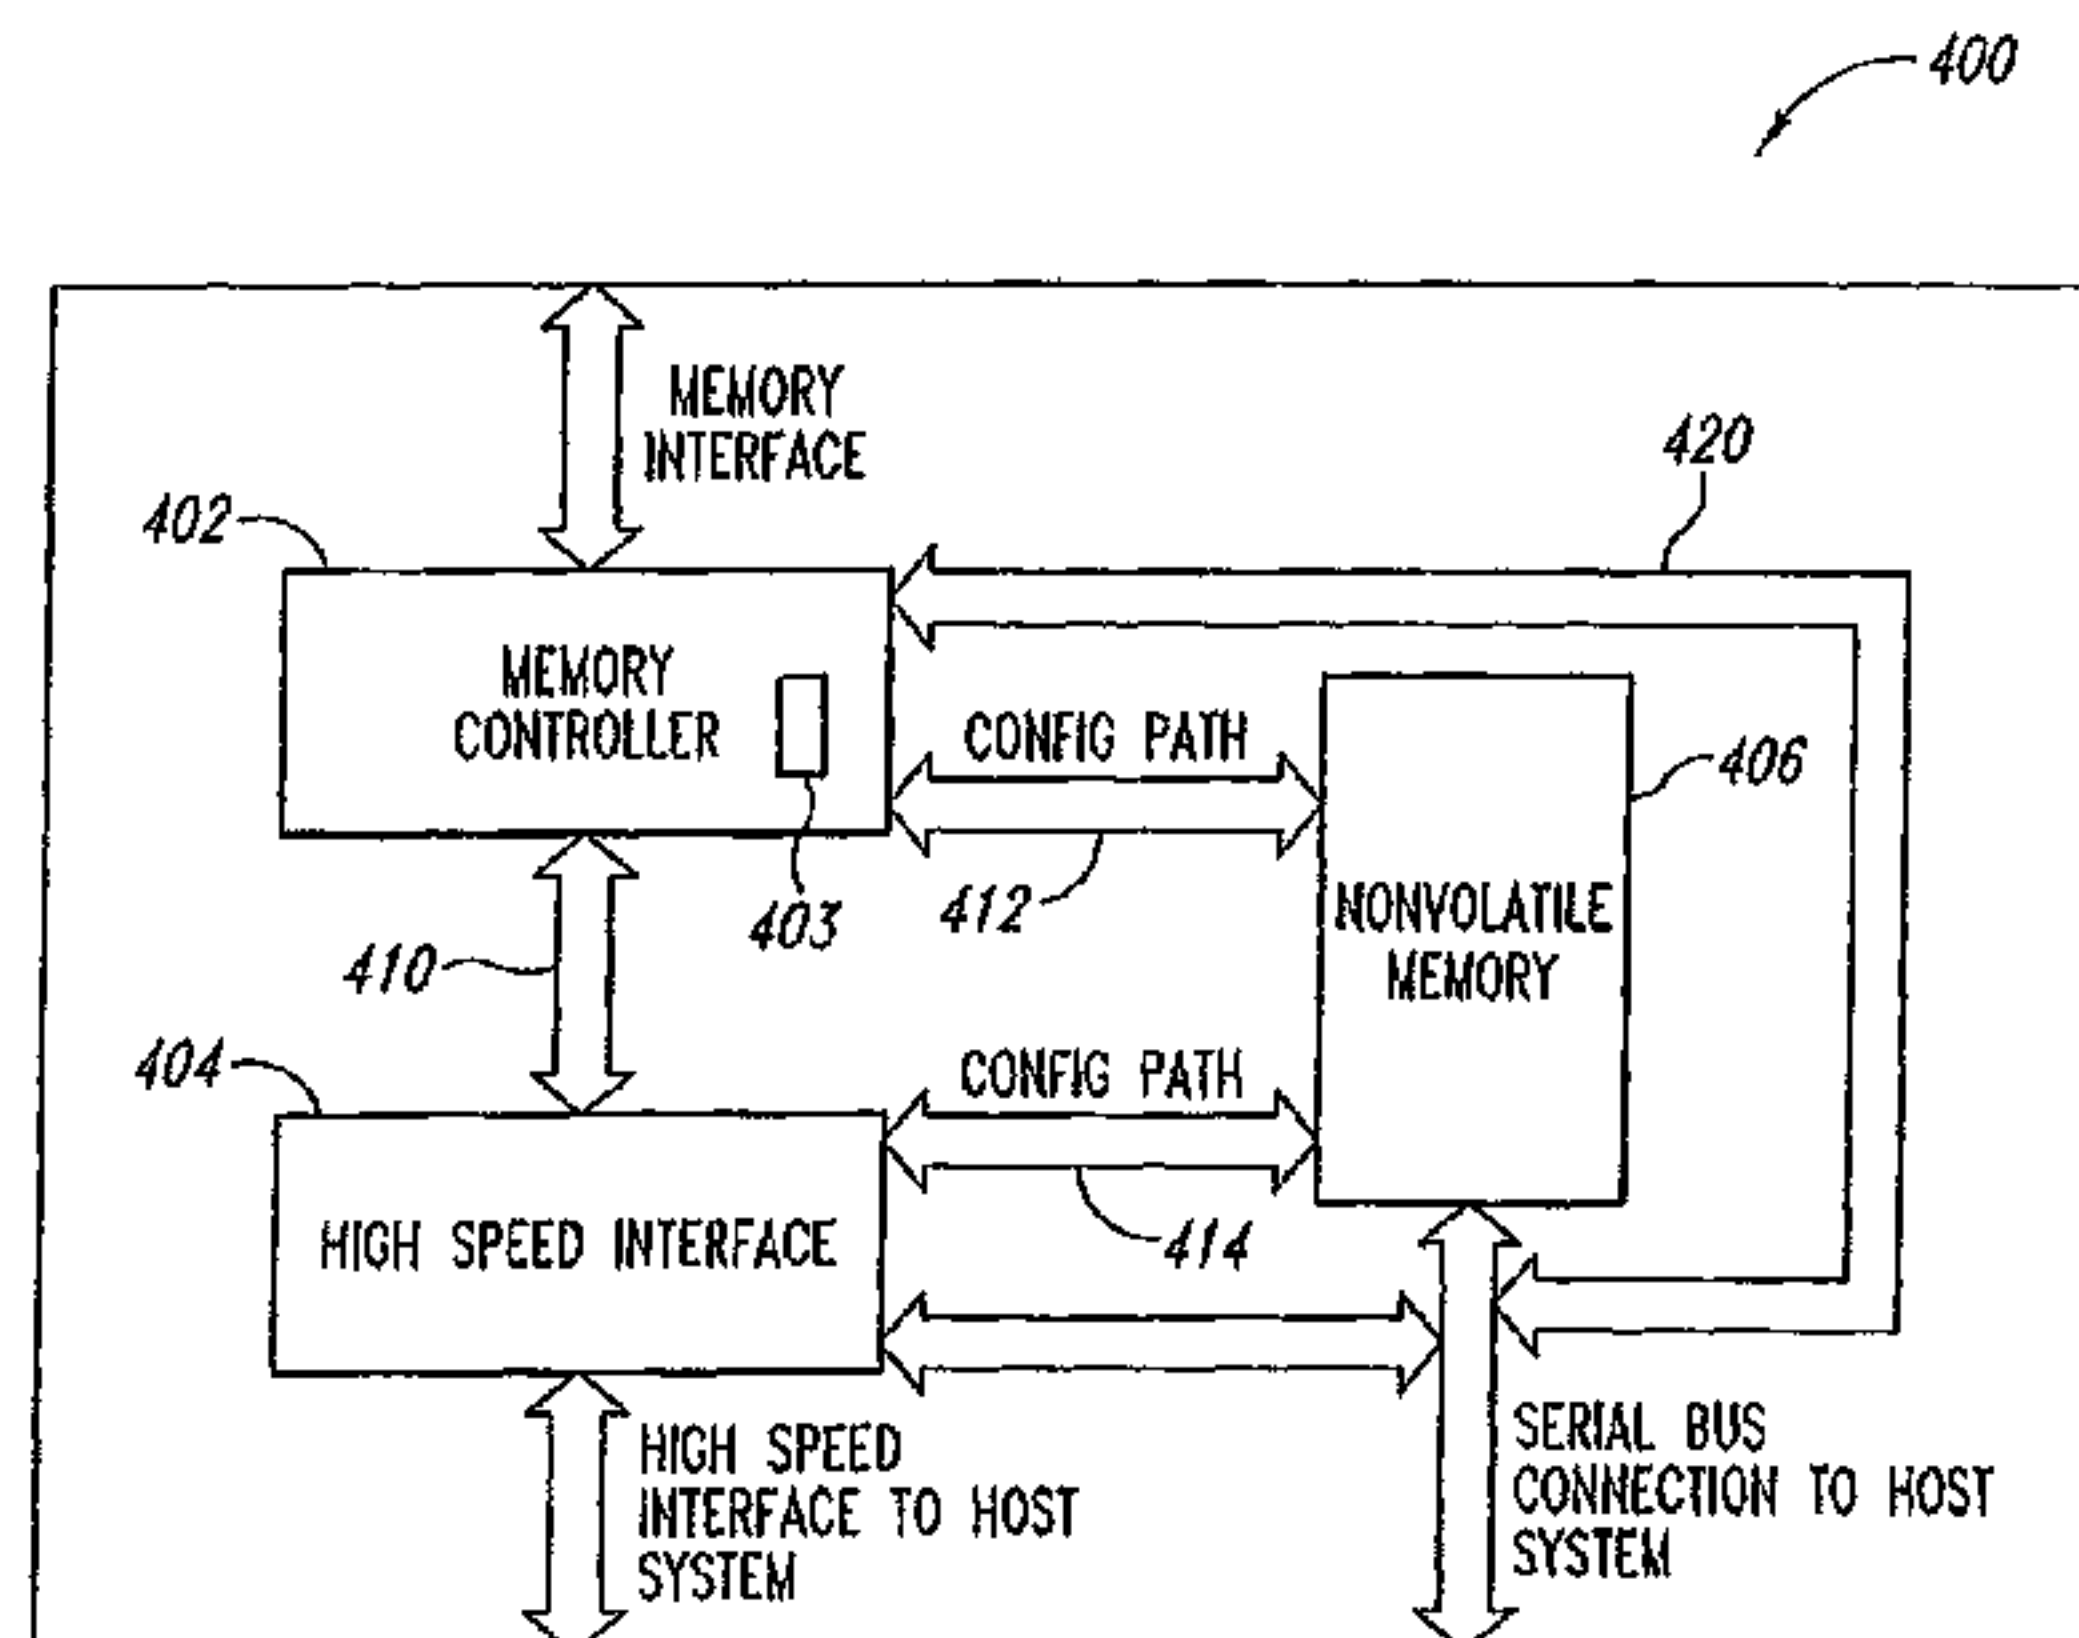 400
MEMORY
INTERFACE
420
402
MEMORY
CONTROLLER
CONFIG PATH
406
403
412
NONVOLATILE
MEMORY
410
404
CONFIG PATH
HIGH SPEED INTERFACE
414
HIGH SPEED
INTERFACE TO HOST
SYSTEM
SERIAL BUS
CONNECTION TO HOST
SYSTEM